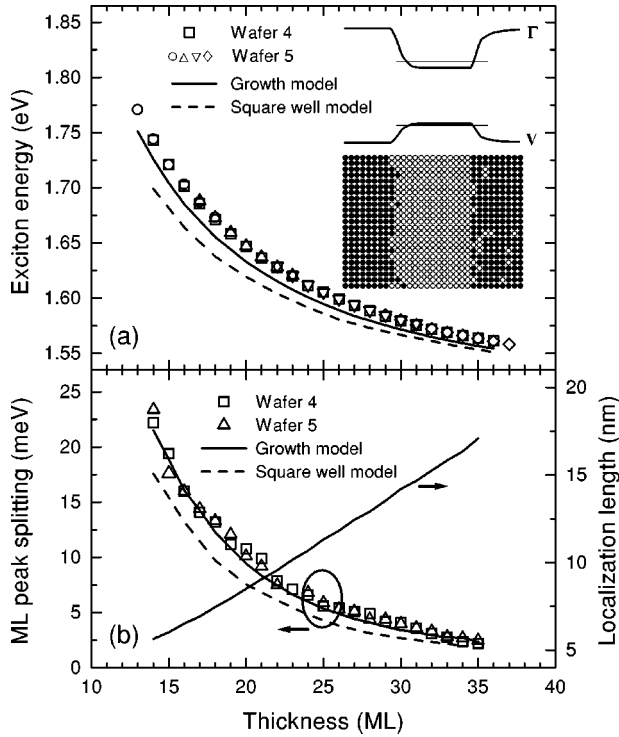 1.85
1.80
1.75
1.70
1.65
1.60
1.55
Exciton energy (eV)
Wafer 4
Wafer 5
Growth model
Square well model
Γ
V
(a)
25
20
15
10
5
0
ML peak splitting (meV)
Wafer 4
Wafer 5
Growth model
Square well model
(b)
20
15
10
5
Localization length (nm)
10 15 20 25 30 35 40
Thickness (ML)